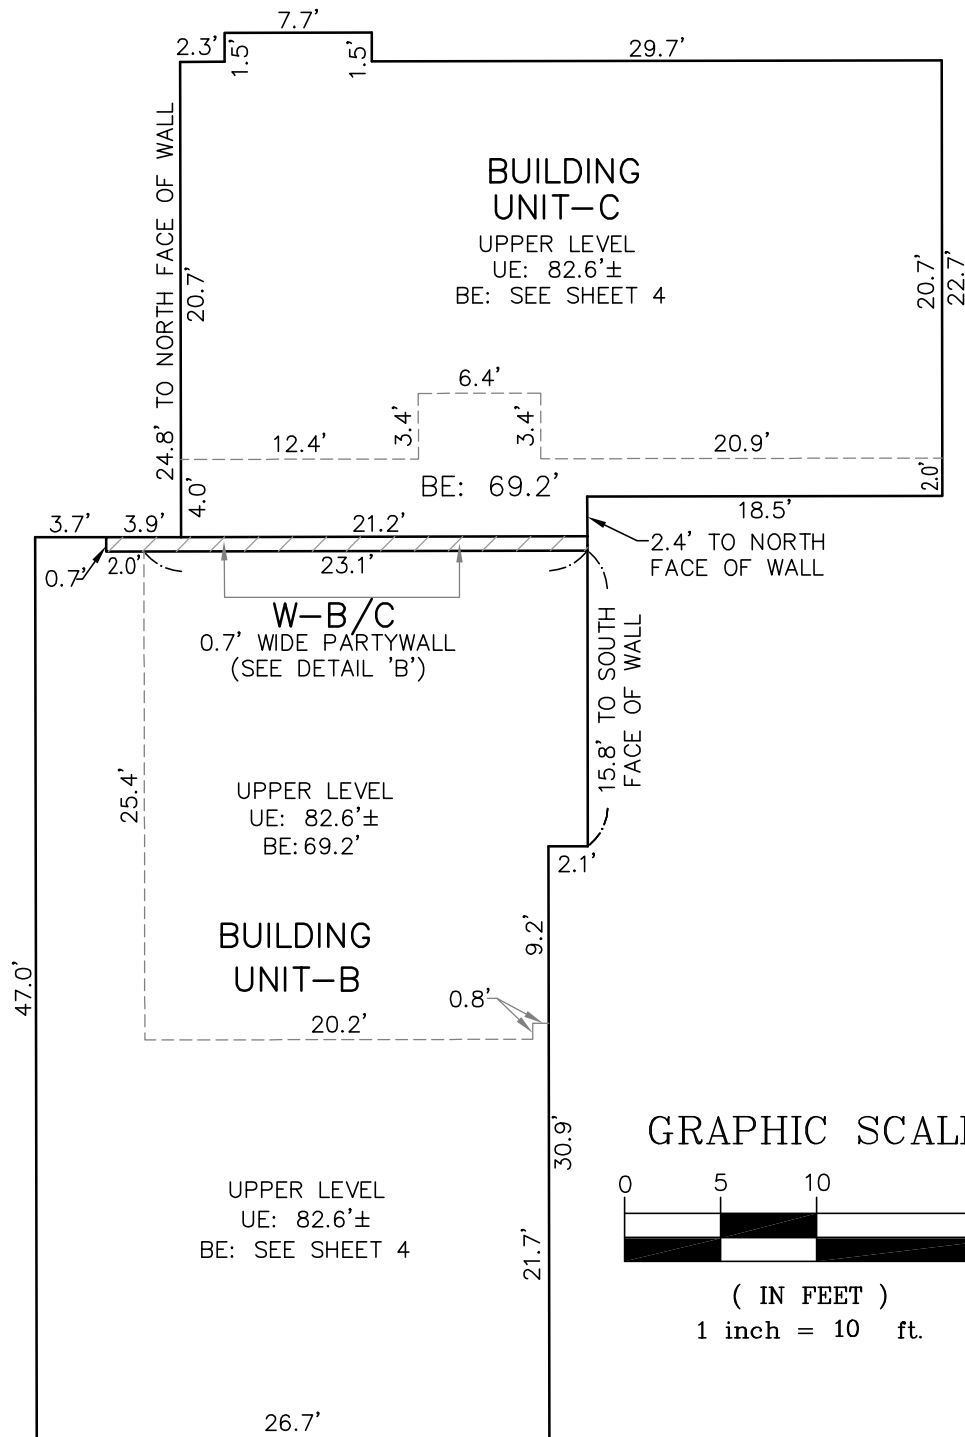 7.7'
2.3'
1.5'
1.5'
29.7'
24.8' TO NORTH FACE OF WALL
20.7'
BUILDING
UNIT-C
UPPER LEVEL
UE: 82.6'±
BE: SEE SHEET 4
20.7'
22.7'
6.4'
3.4'
3.4'
12.4'
20.9'
4.0'
BE: 69.2'
2.0'
18.5'
3.7'
3.9'
21.2'
2.4' TO NORTH
FACE OF WALL
0.7'
2.0'
23.1'
W-B/C
0.7' WIDE PARTYWALL
(SEE DETAIL 'B')
15.8' TO SOUTH
FACE OF WALL
25.4'
UPPER LEVEL
UE: 82.6'±
BE: 69.2'
2.1'
9.2'
BUILDING
UNIT-B
47.0'
0.8'
20.2'
30.9'
GRAPHIC SCALE
0 5 10
UPPER LEVEL
UE: 82.6'±
BE: SEE SHEET 4
21.7'
( IN FEET )
1 inch = 10 ft.
26.7'